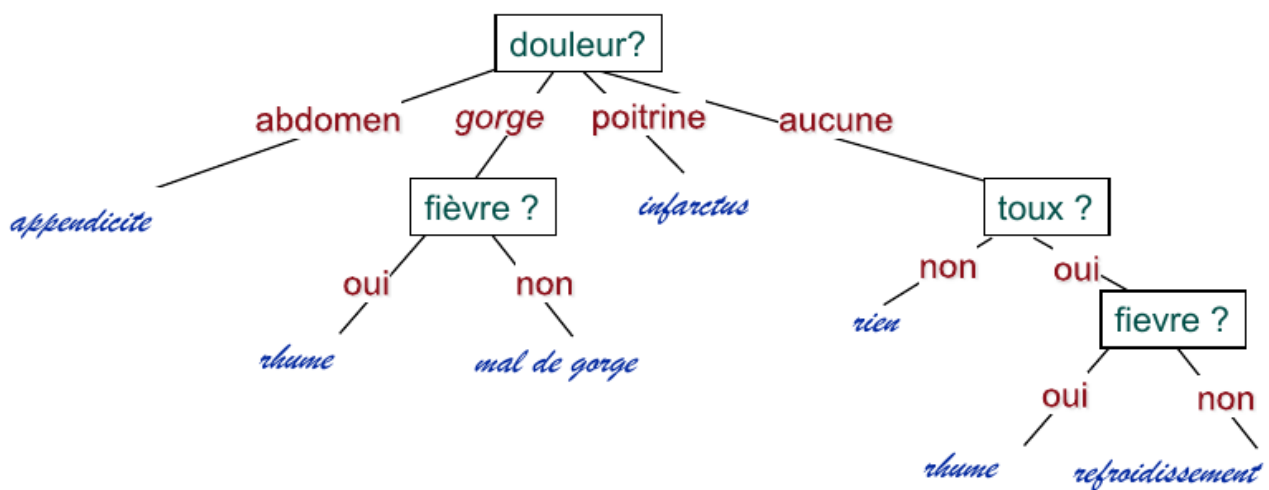 douleur?
abdomen gorge poitrine aucune
appendicite fièvre ? infarctus toux ?
oui non non oui
rien fievre ?
rhume mal de gorge
oui non
rhume refroidissement